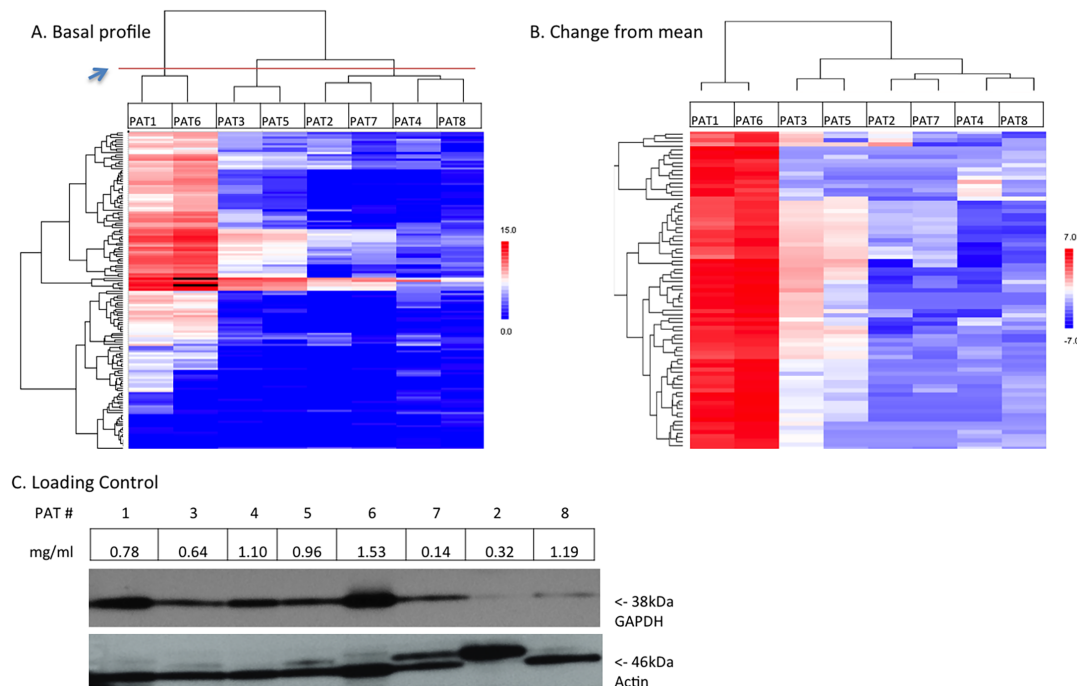 A. Basal profile
PAT1 PAT6 PAT3 PAT5 PAT2 PAT7 PAT4 PAT8
15.0
0.0
B. Change from mean
PAT1 PAT6 PAT3 PAT5 PAT2 PAT7 PAT4 PAT8
7.0
-7.0
C. Loading Control
PAT # 1 3 4 5 6 7 2 8
mg/ml 0.78 0.64 1.10 0.96 1.53 0.14 0.32 1.19
<- 38kDa
GAPDH
<- 46kDa
Actin